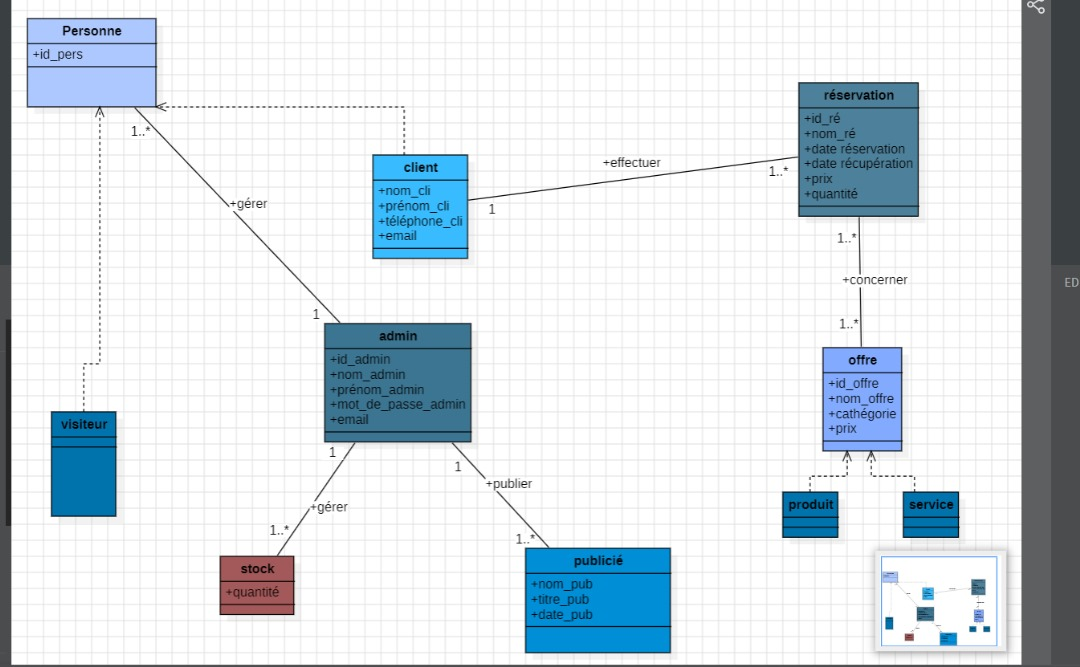 Personne
+id_pers
1..*
+gérer
1
client
+nom_cli
+prénom_cli
+téléphone_cli
+email
1
+effectuer
1..*
réservation
+id_ré
+nom_ré
+date réservation
+date récupération
+prix
+quantité
1..*
+concerner
1..*
ED
admin
+id_admin
+nom_admin
+prénom_admin
+mot_de_passe_admin
+email
offre
+id_offre
+nom_offre
+cathégorie
+prix
visiteur
1
+gérer
1..*
1
+publier
1..*
produit
service
stock
+quantité
publicié
+nom_pub
+titre_pub
+date_pub